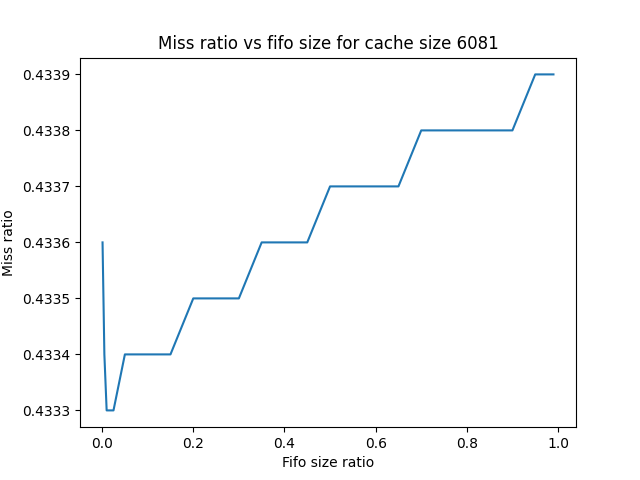 Miss ratio vs fifo size for cache size 6081
0.4339
0.4338
0.4337
0.4336
0.4335
0.4334
0.4333
Miss ratio
0.0 0.2 0.4 0.6 0.8 1.0
Fifo size ratio